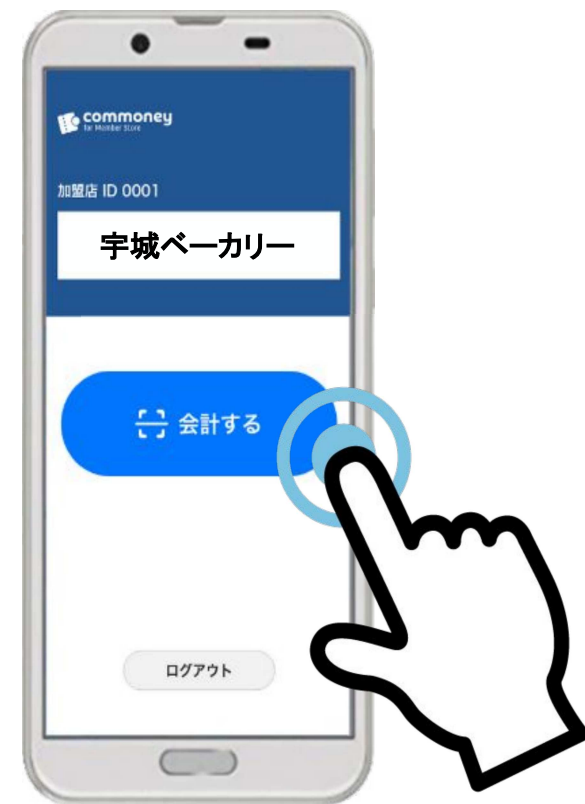 commoney
for Member Store
加盟店 ID 0001
宇城ベーカリー
会計する
ログアウト